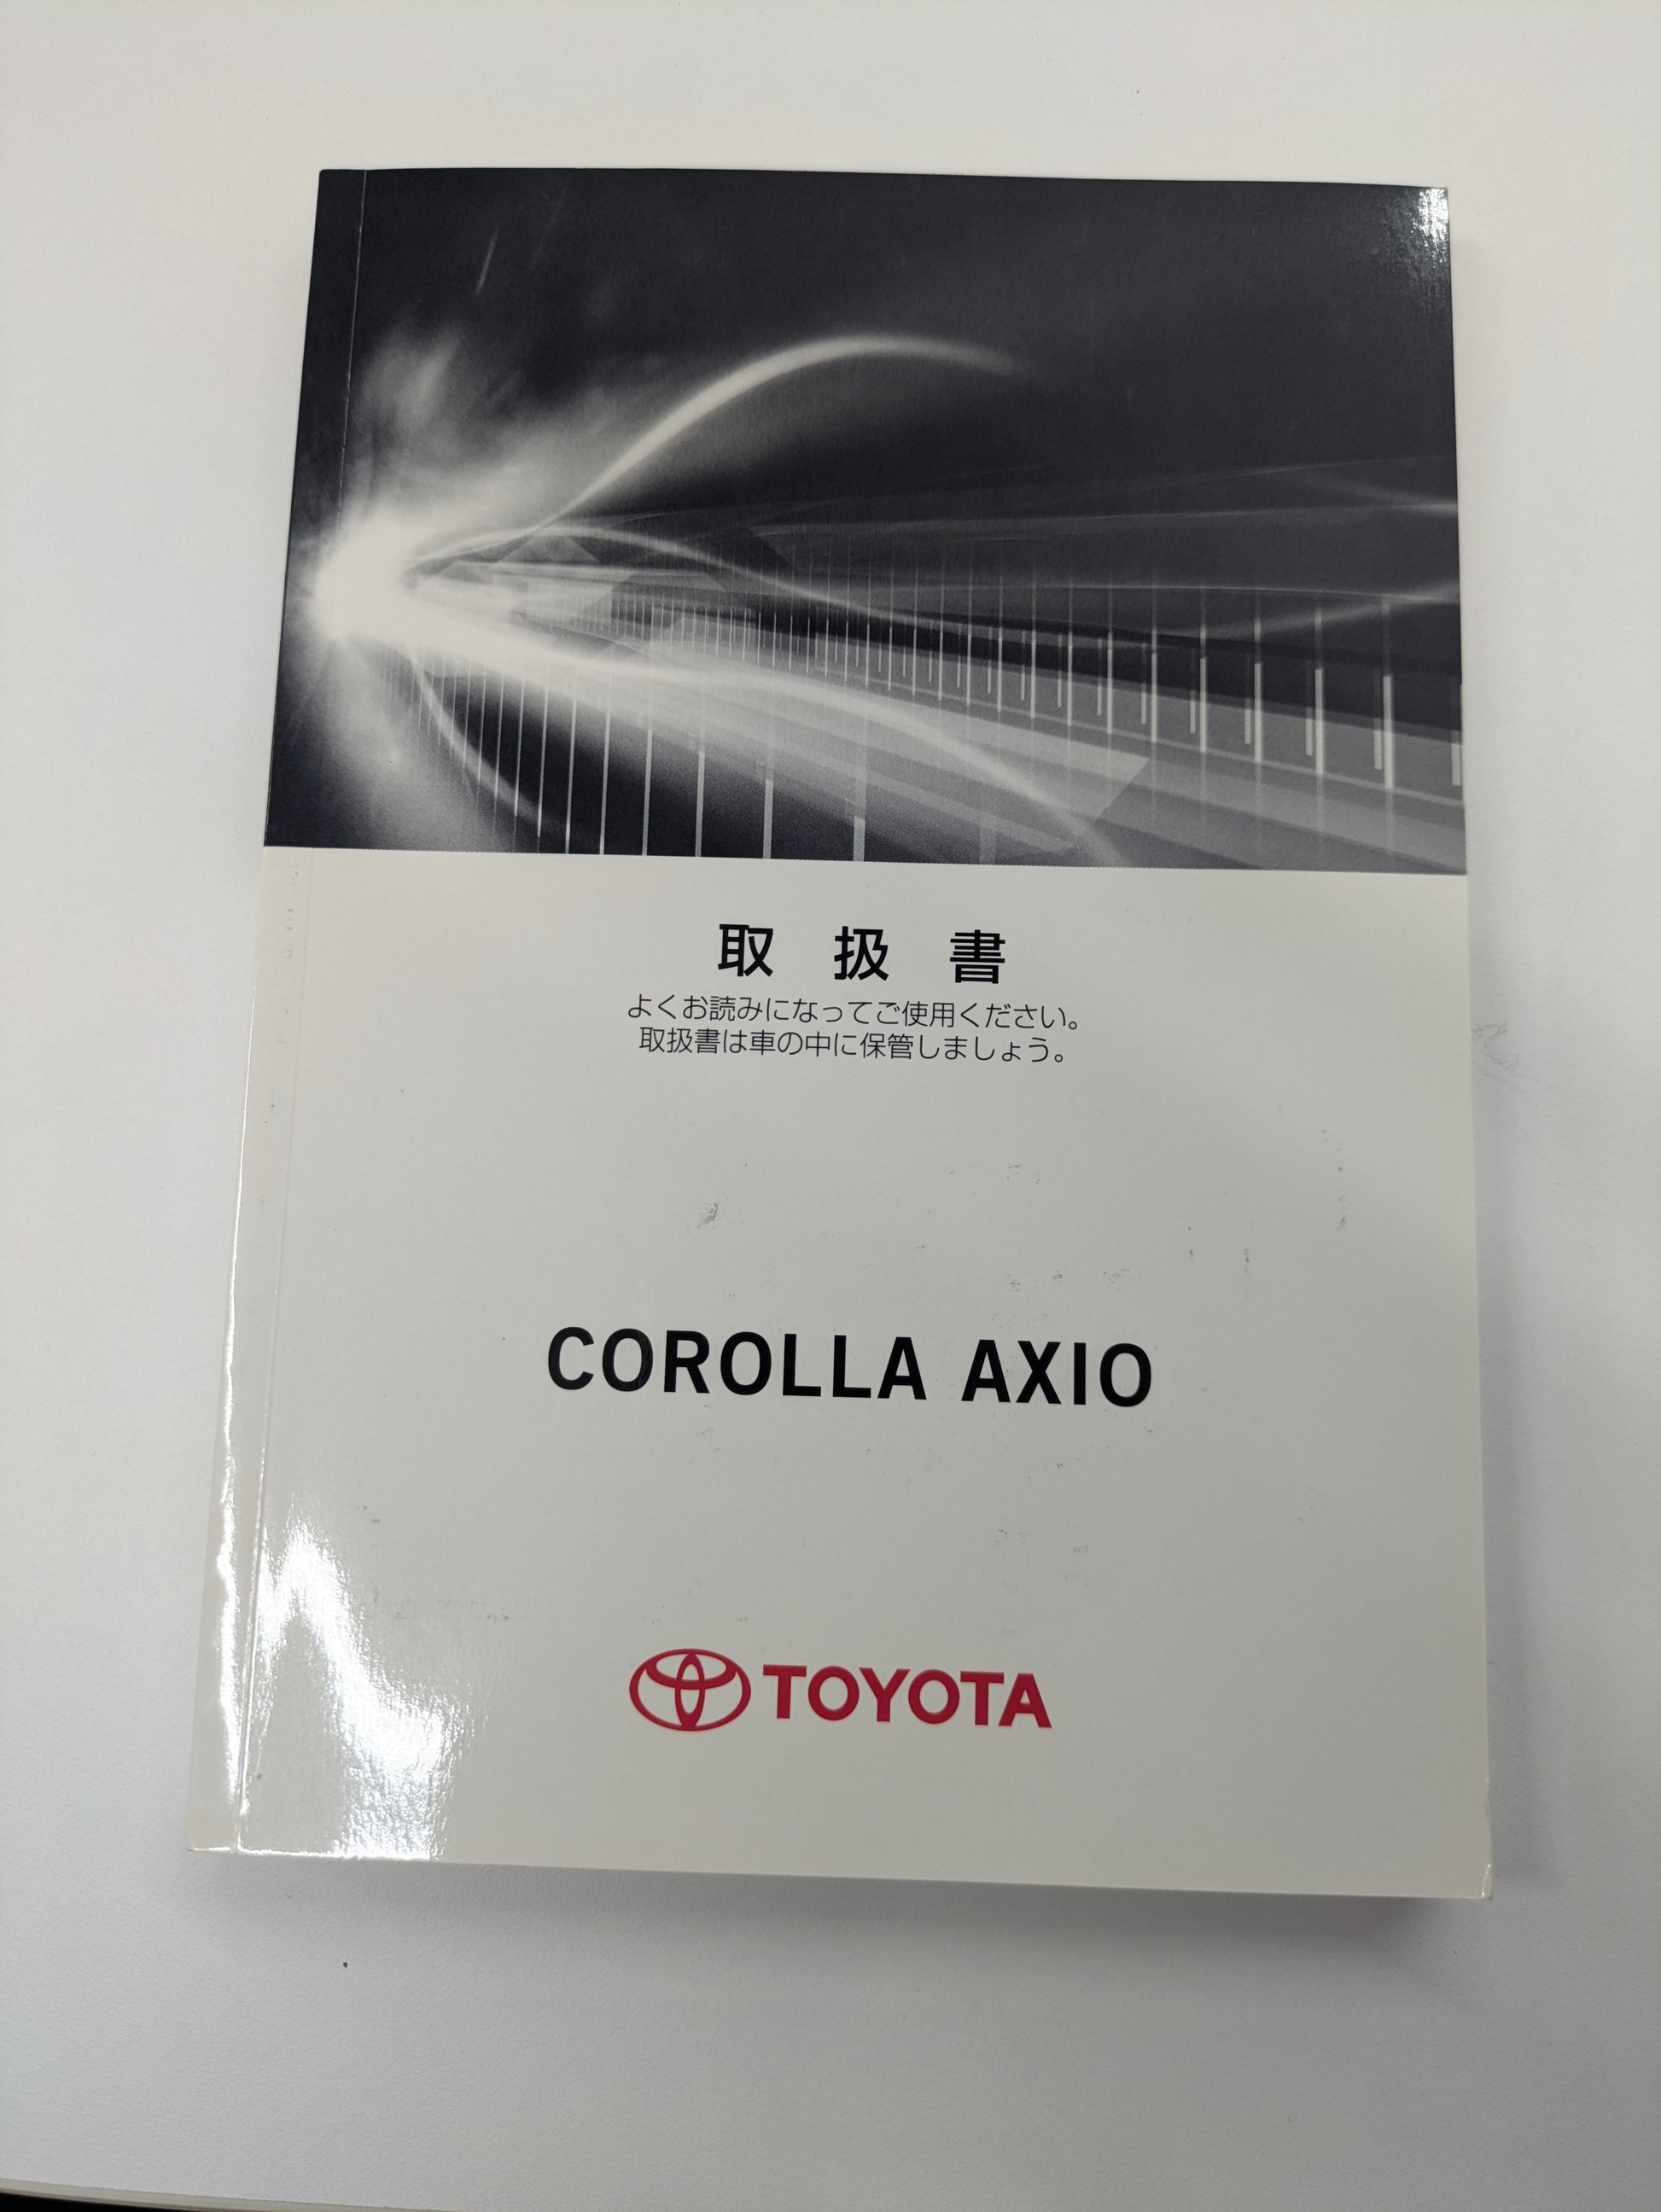 取扱書
よくお読みになってご使用ください。
取扱書は車の中に保管しましょう。
COROLLA AXIO
TOYOTA